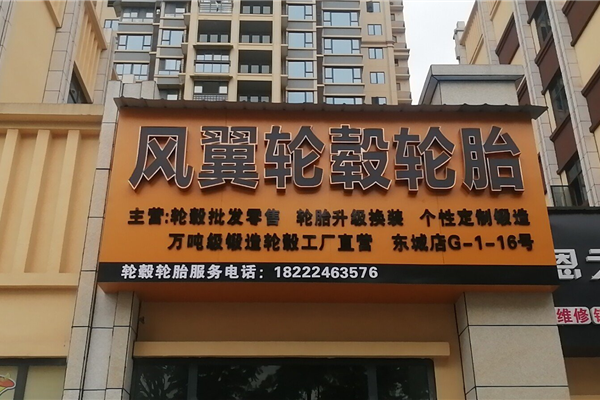 风翼轮毂轮胎
主营:轮毂批发零售 轮胎升级换装 个性定制锻造
万吨级锻造轮毂工厂直营 东城店G-1-16号
轮毂轮胎服务电话：18222463576
恩
维修